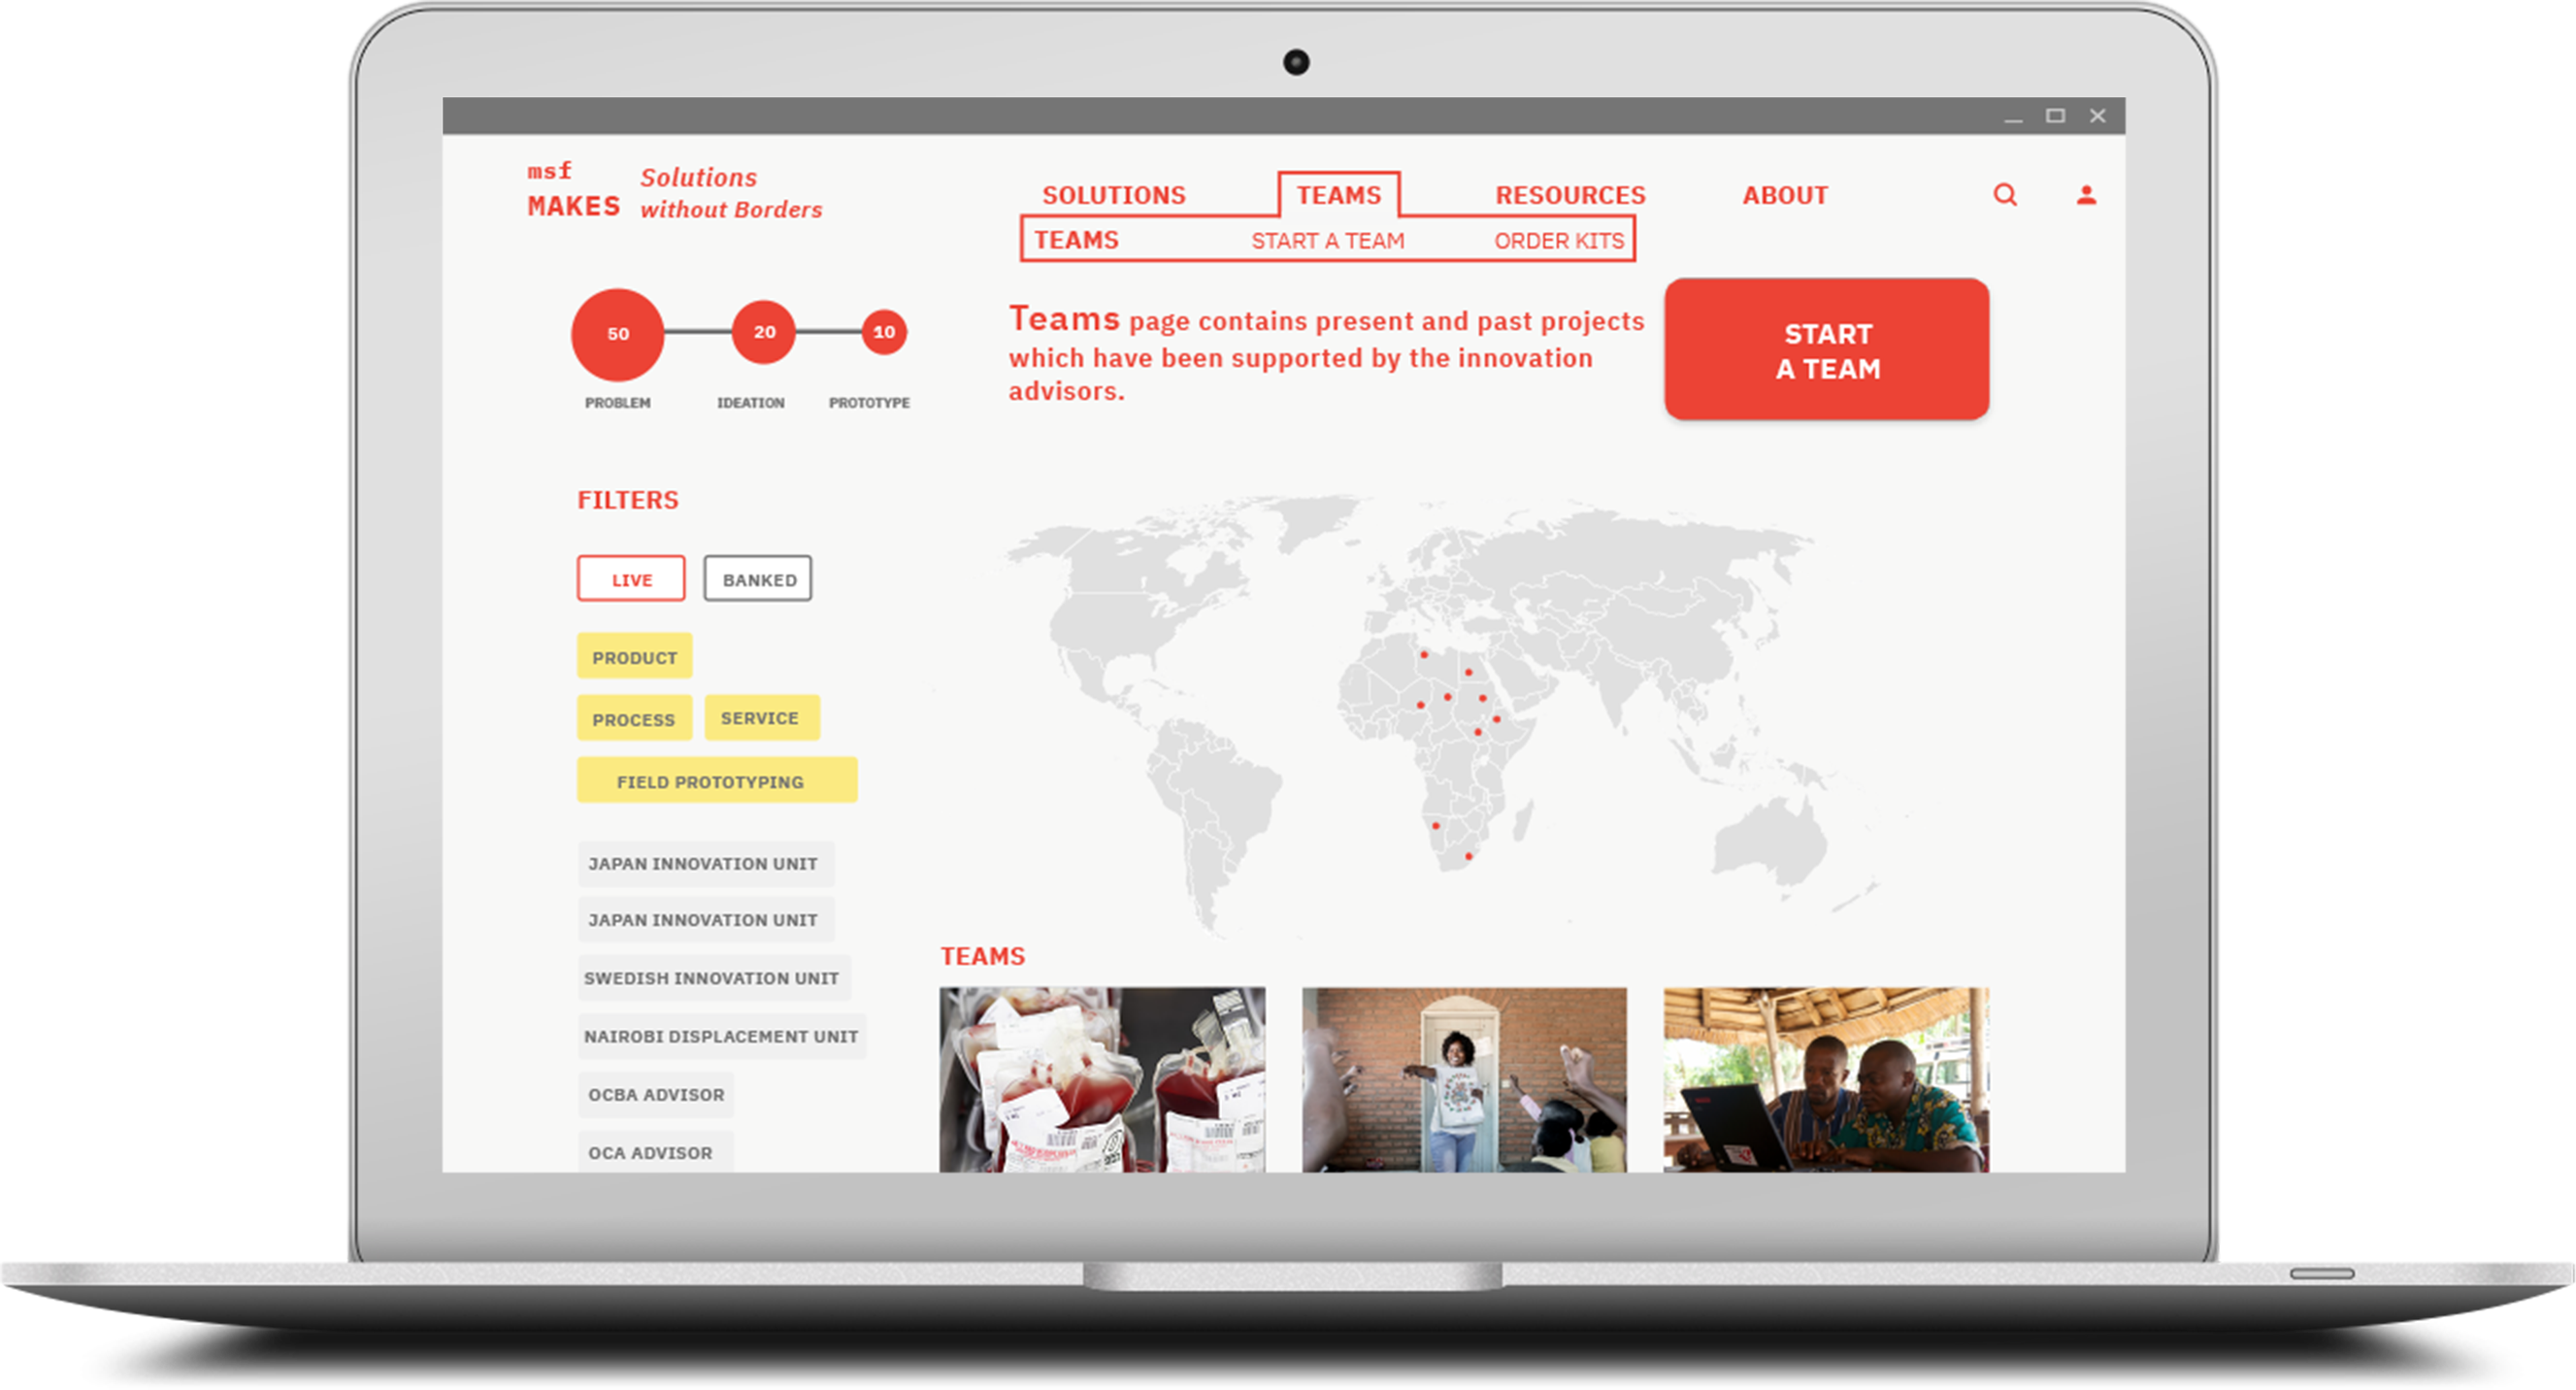 msf
MAKES
Solutions
without Borders
SOLUTIONS
TEAMS
RESOURCES
ABOUT
TEAMS
START A TEAM
ORDER KITS
50
20
10
PROBLEM
IDEATION
PROTOTYPE
Teams page contains present and past projects
which have been supported by the innovation
advisors.
START
A TEAM
FILTERS
LIVE
BANKED
PRODUCT
PROCESS
SERVICE
FIELD PROTOTYPING
JAPAN INNOVATION UNIT
JAPAN INNOVATION UNIT
SWEDISH INNOVATION UNIT
NAIROBI DISPLACEMENT UNIT
OCBA ADVISOR
OCA ADVISOR
TEAMS